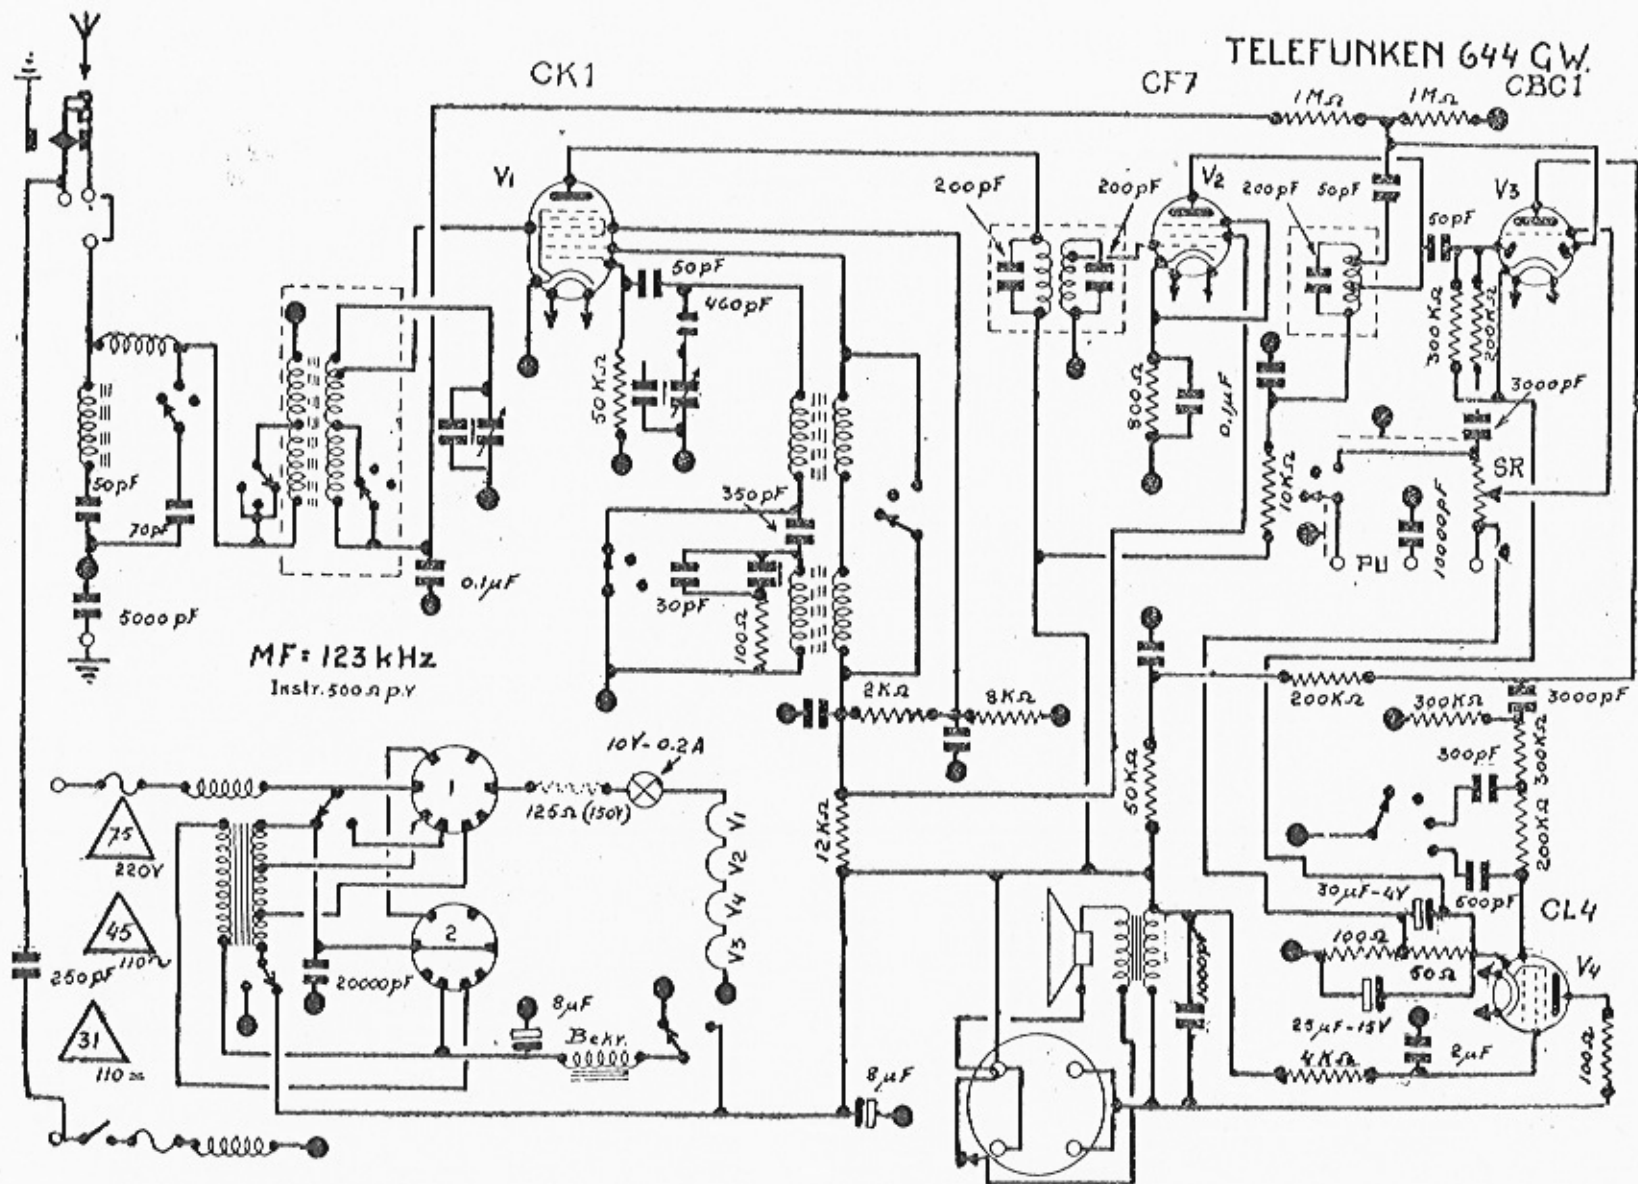 TELEFUNKEN 644 GW.
CK1
CF7
CBC1
1MΩ
1MΩ
V1
200pF
200pF
V2
200pF
50pF
V3
50pF
50pF
460pF
50KΩ
800Ω
0,1µF
300KΩ
200KΩ
3000pF
SR
10KΩ
10000pF
PU
50pF
70pF
350pF
0.1µF
30pF
100Ω
5000pF
MF= 123 kHz
Instr. 500Ω p.V
2KΩ
8KΩ
200KΩ
300KΩ
3000pF
10V-0.2A
1
125Ω (150V)
300pF
300KΩ
50KΩ
12KΩ
200KΩ
75
220V
V1
V2
V4
V3
30µF-4V
500pF
CL4
45
110~
2
100Ω
50Ω
V4
250pF
20000pF
8µF
Bekr.
1000pF
25µF-15V
31
110≂
4KΩ
2µF
100Ω
8µF